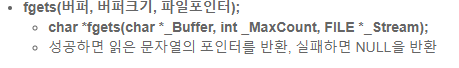 • fgets(버퍼, 버퍼크기, 파일포인터);
◦ char *fgets(char *_Buffer, int _MaxCount, FILE *_Stream);
◦ 성공하면 읽은 문자열의 포인터를 반환, 실패하면 NULL을 반환